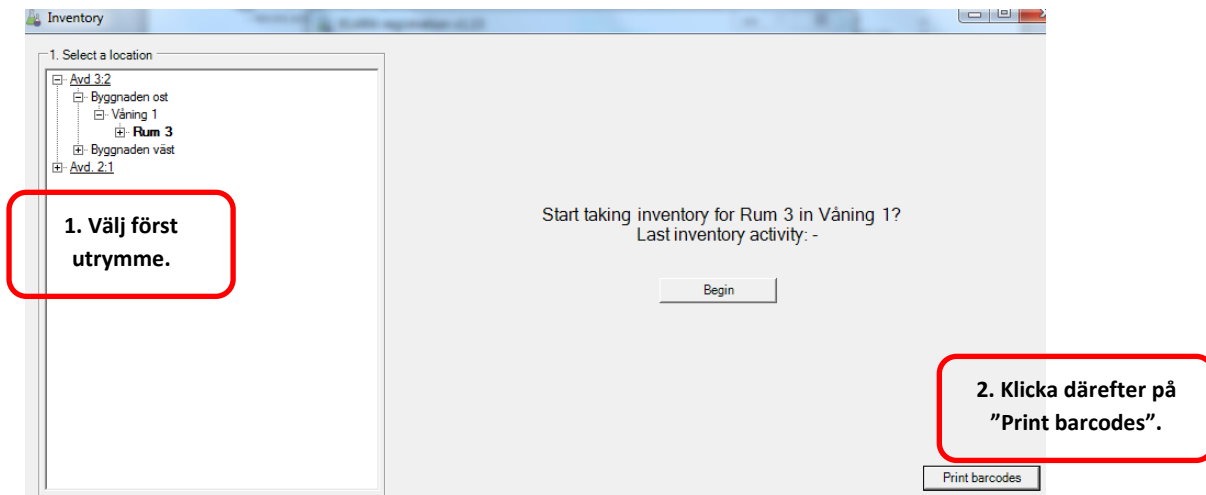 Inventory
1. Select a location
Avd 3:2
Byggnaden ost
Våning 1
Rum 3
Byggnaden väst
Avd. 2:1
1. Välj först
utrymme.
Start taking inventory for Rum 3 in Våning 1?
Last inventory activity: -
Begin
2. Klicka därefter på
”Print barcodes”.
Print barcodes